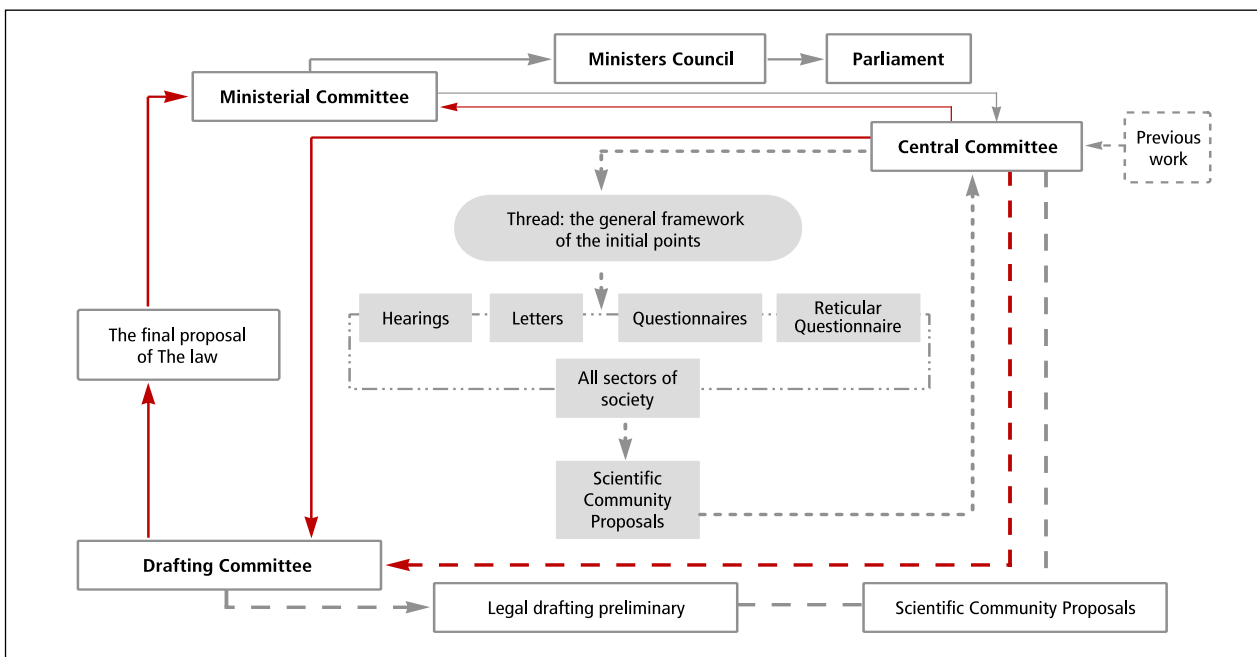 Ministers Council
Parliament
Ministerial Committee
Central Committee
Previous
work
Thread: the general framework
of the initial points
Hearings
Letters
Questionnaires
Reticular
Questionnaire
The final proposal
of The law
All sectors of
society
Scientific
Community
Proposals
Drafting Committee
Legal drafting preliminary
Scientific Community Proposals